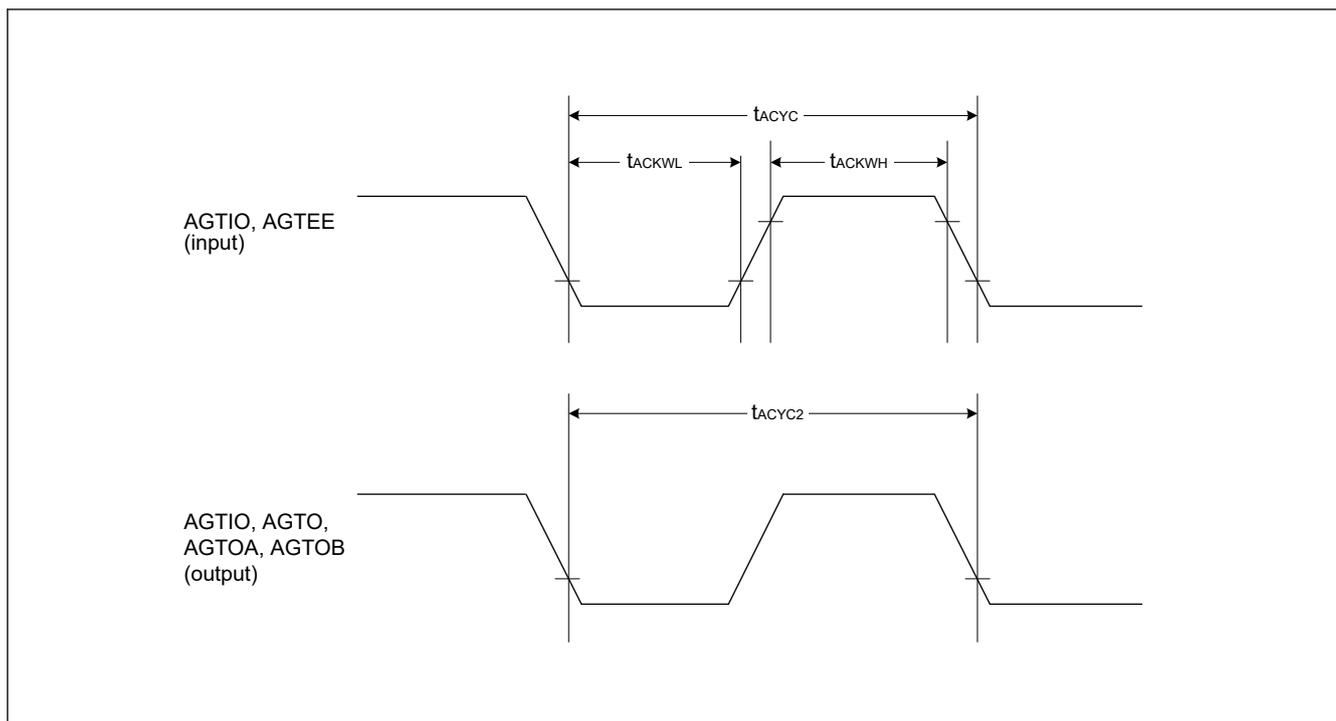 tACYC
tACKWL
tACKWH
AGTIO, AGTEE
(input)
tACYC2
AGTIO, AGTO,
AGTOA, AGTOB
(output)